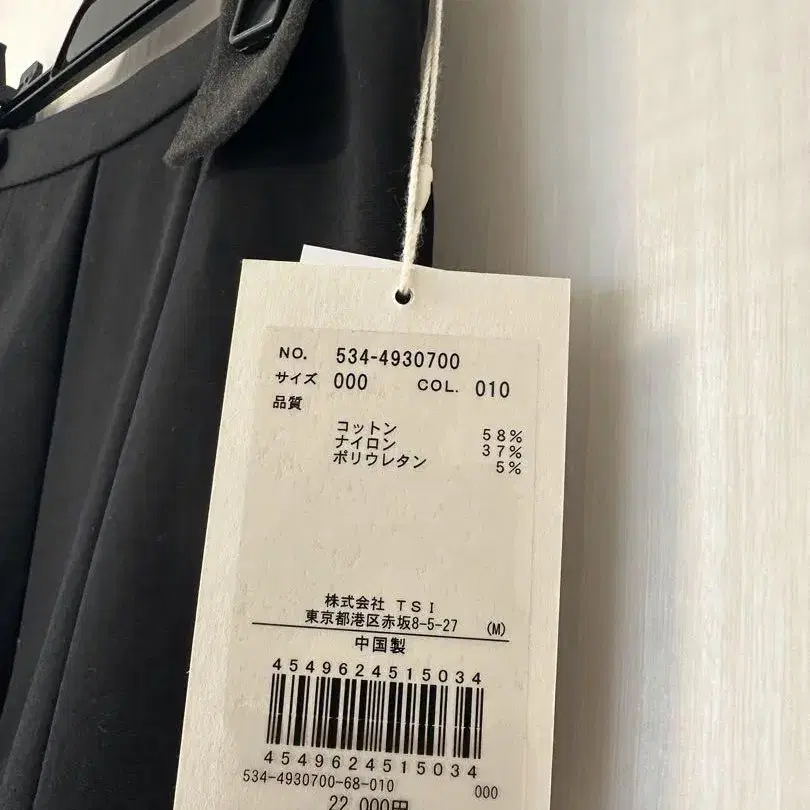 NO. 534-4930700
サイズ 000 COL. 010
品質
コットン 58%
ナイロン 37%
ポリウレタン 5%
株式会社 TSI
東京都港区赤坂8-5-27 (M)
中国製
4549624515034
4549624515034
534-4930700-68-010 000
22,000円